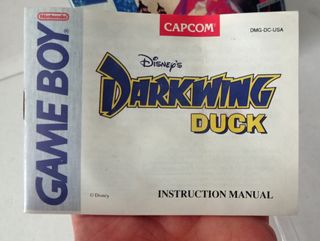 Nintendo
GAME BOY
CAPCOM
DMG-DC-USA
DISNEY'S
DARKWING
DUCK
© Disney
INSTRUCTION MANUAL